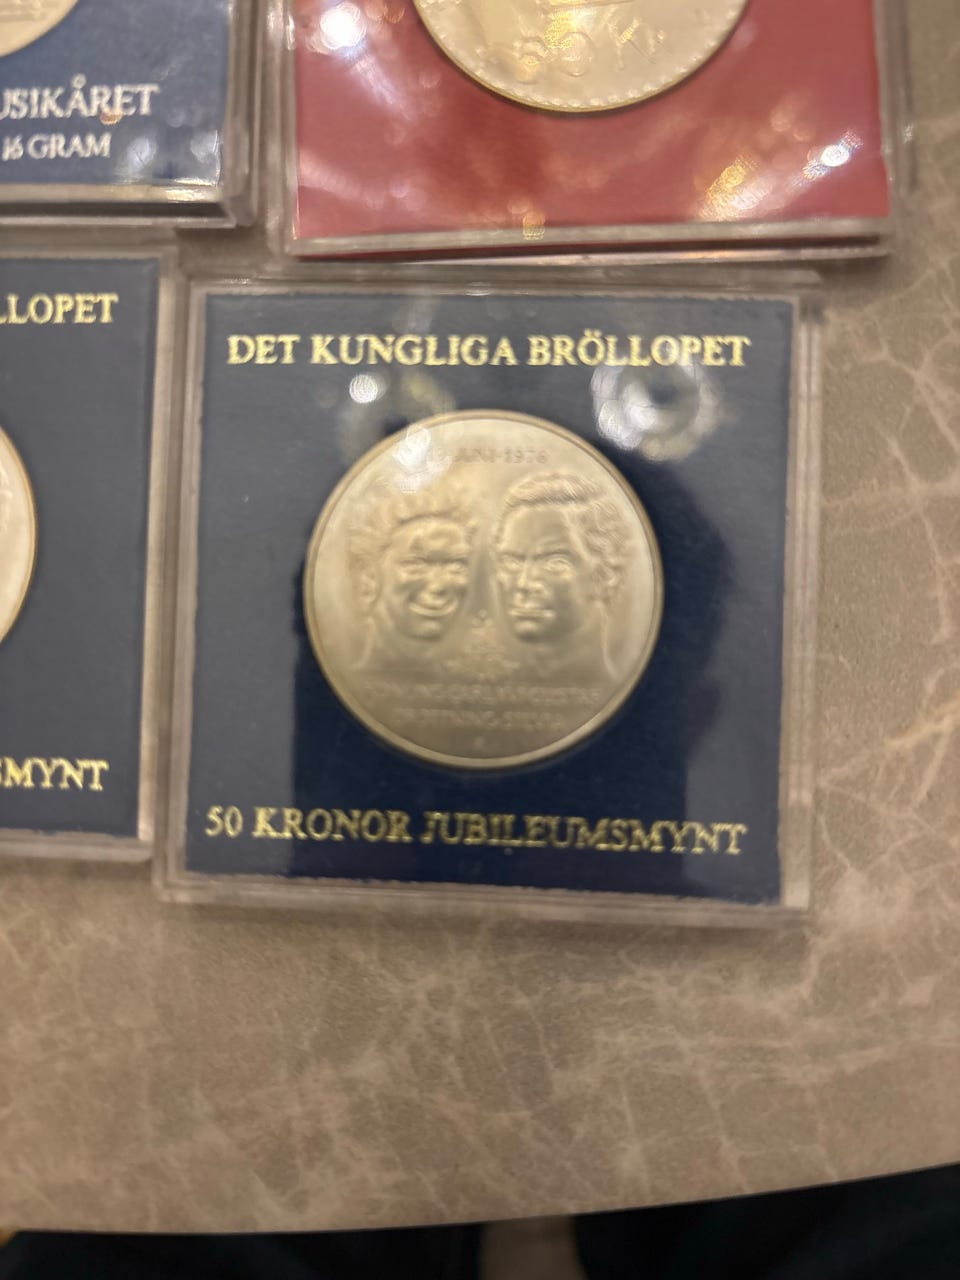 USIKÅRET
16 GRAM
LLOPET
SMYNT
DET KUNGLIGA BRÖLLOPET
JUNI 1976
50 KRONOR JUBILEUMSMYNT